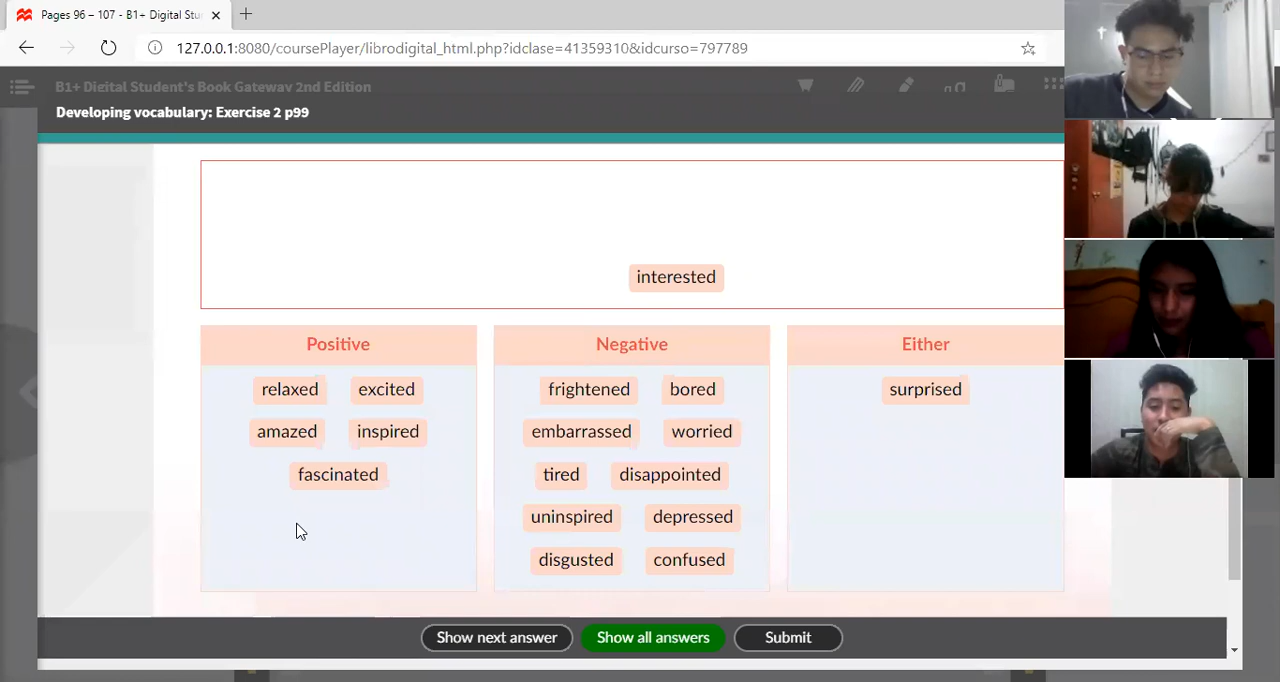 Pages 96 – 107 - B1+ Digital Stu
127.0.0.1:8080/coursePlayer/librodigital_html.php?idclase=41359310&idcurso=797789
B1+ Digital Student's Book Gateway 2nd Edition
Developing vocabulary: Exercise 2 p99
interested
Positive Negative Either
relaxed excited frightened bored surprised
amazed inspired embarrassed worried
fascinated tired disappointed
uninspired depressed
disgusted confused
Show next answer Show all answers Submit